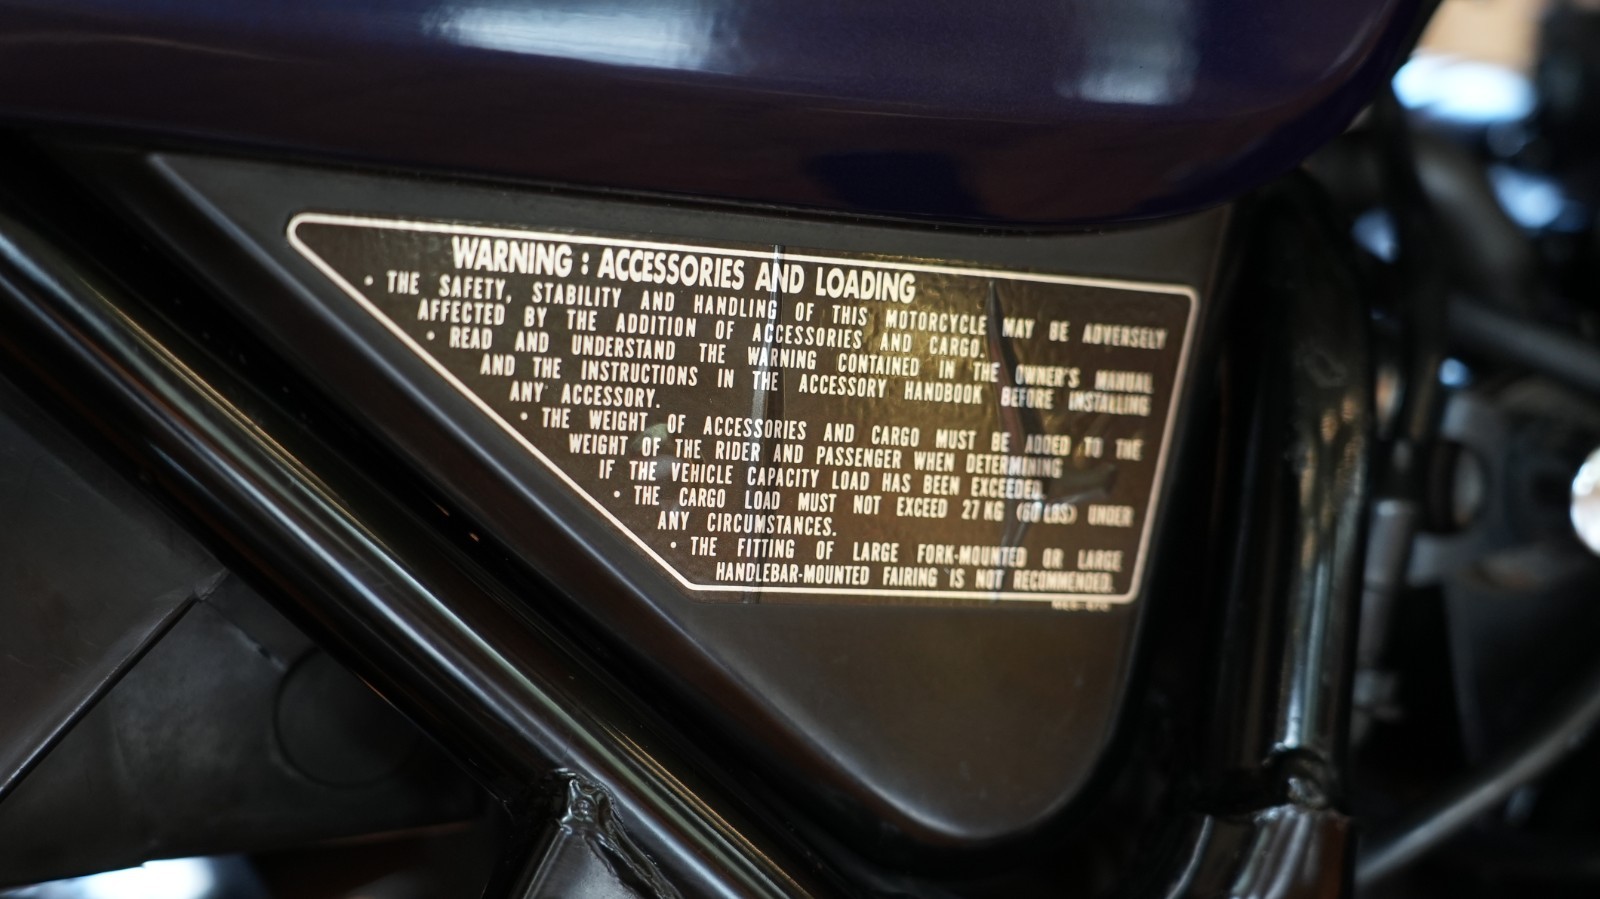 WARNING : ACCESSORIES AND LOADING
• THE SAFETY, STABILITY AND HANDLING OF THIS MOTORCYCLE MAY BE ADVERSELY
AFFECTED BY THE ADDITION OF ACCESSORIES AND CARGO.
• READ AND UNDERSTAND THE WARNING CONTAINED IN THE OWNER'S MANUAL
AND THE INSTRUCTIONS IN THE ACCESSORY HANDBOOK BEFORE INSTALLING
ANY ACCESSORY.
• THE WEIGHT OF ACCESSORIES AND CARGO MUST BE ADDED TO THE
WEIGHT OF THE RIDER AND PASSENGER WHEN DETERMINING
IF THE VEHICLE CAPACITY LOAD HAS BEEN EXCEEDED.
• THE CARGO LOAD MUST NOT EXCEED 27 KG (60 LBS) UNDER
ANY CIRCUMSTANCES.
• THE FITTING OF LARGE FORK-MOUNTED OR LARGE
HANDLEBAR-MOUNTED FAIRING IS NOT RECOMMENDED.